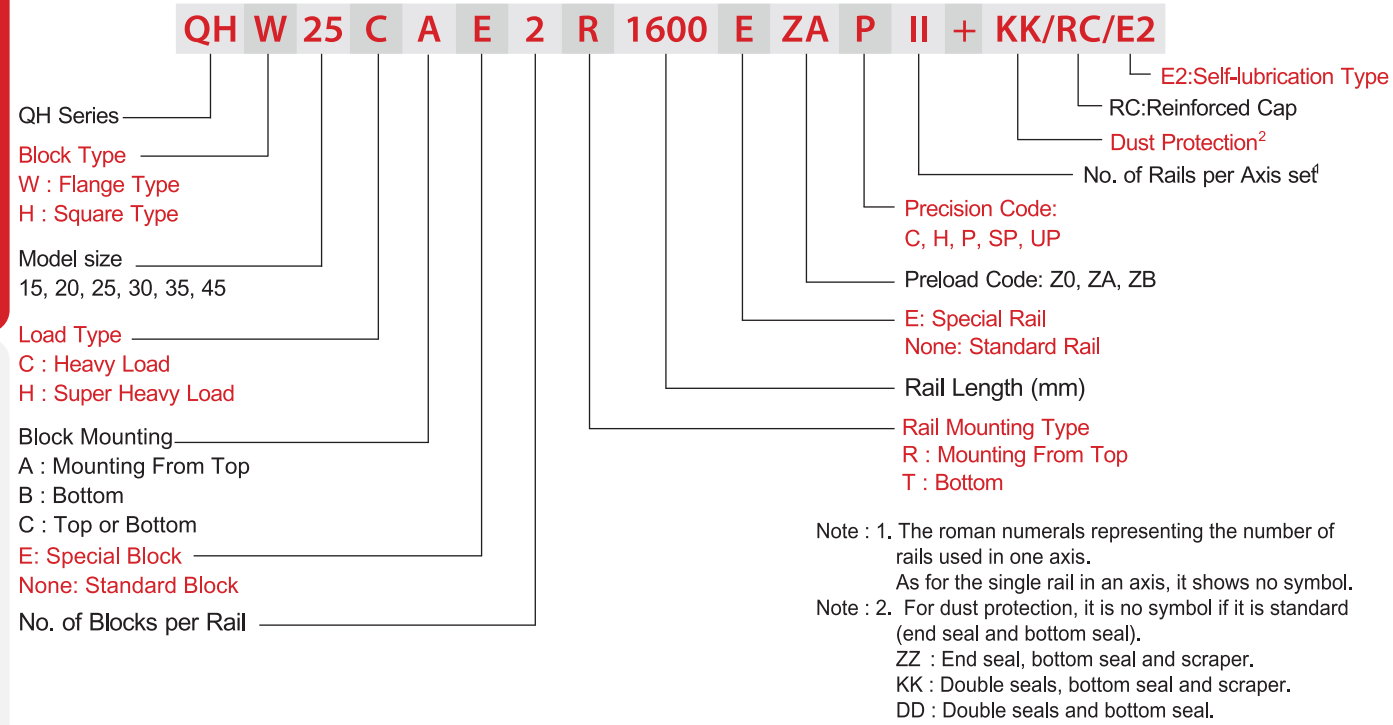 QH W 25 C A E 2 R 1600 E ZA P II + KK/RC/E2
QH Series
Block Type
W : Flange Type
H : Square Type
Model size
15, 20, 25, 30, 35, 45
Load Type
C : Heavy Load
H : Super Heavy Load
Block Mounting
A : Mounting From Top
B : Bottom
C : Top or Bottom
E: Special Block
None: Standard Block
No. of Blocks per Rail
E2:Self-lubrication Type
RC:Reinforced Cap
Dust Protection²
No. of Rails per Axis set¹
Precision Code:
C, H, P, SP, UP
Preload Code: Z0, ZA, ZB
E: Special Rail
None: Standard Rail
Rail Length (mm)
Rail Mounting Type
R : Mounting From Top
T : Bottom
Note : 1. The roman numerals representing the number of
rails used in one axis.
As for the single rail in an axis, it shows no symbol.
Note : 2. For dust protection, it is no symbol if it is standard
(end seal and bottom seal).
ZZ : End seal, bottom seal and scraper.
KK : Double seals, bottom seal and scraper.
DD : Double seals and bottom seal.